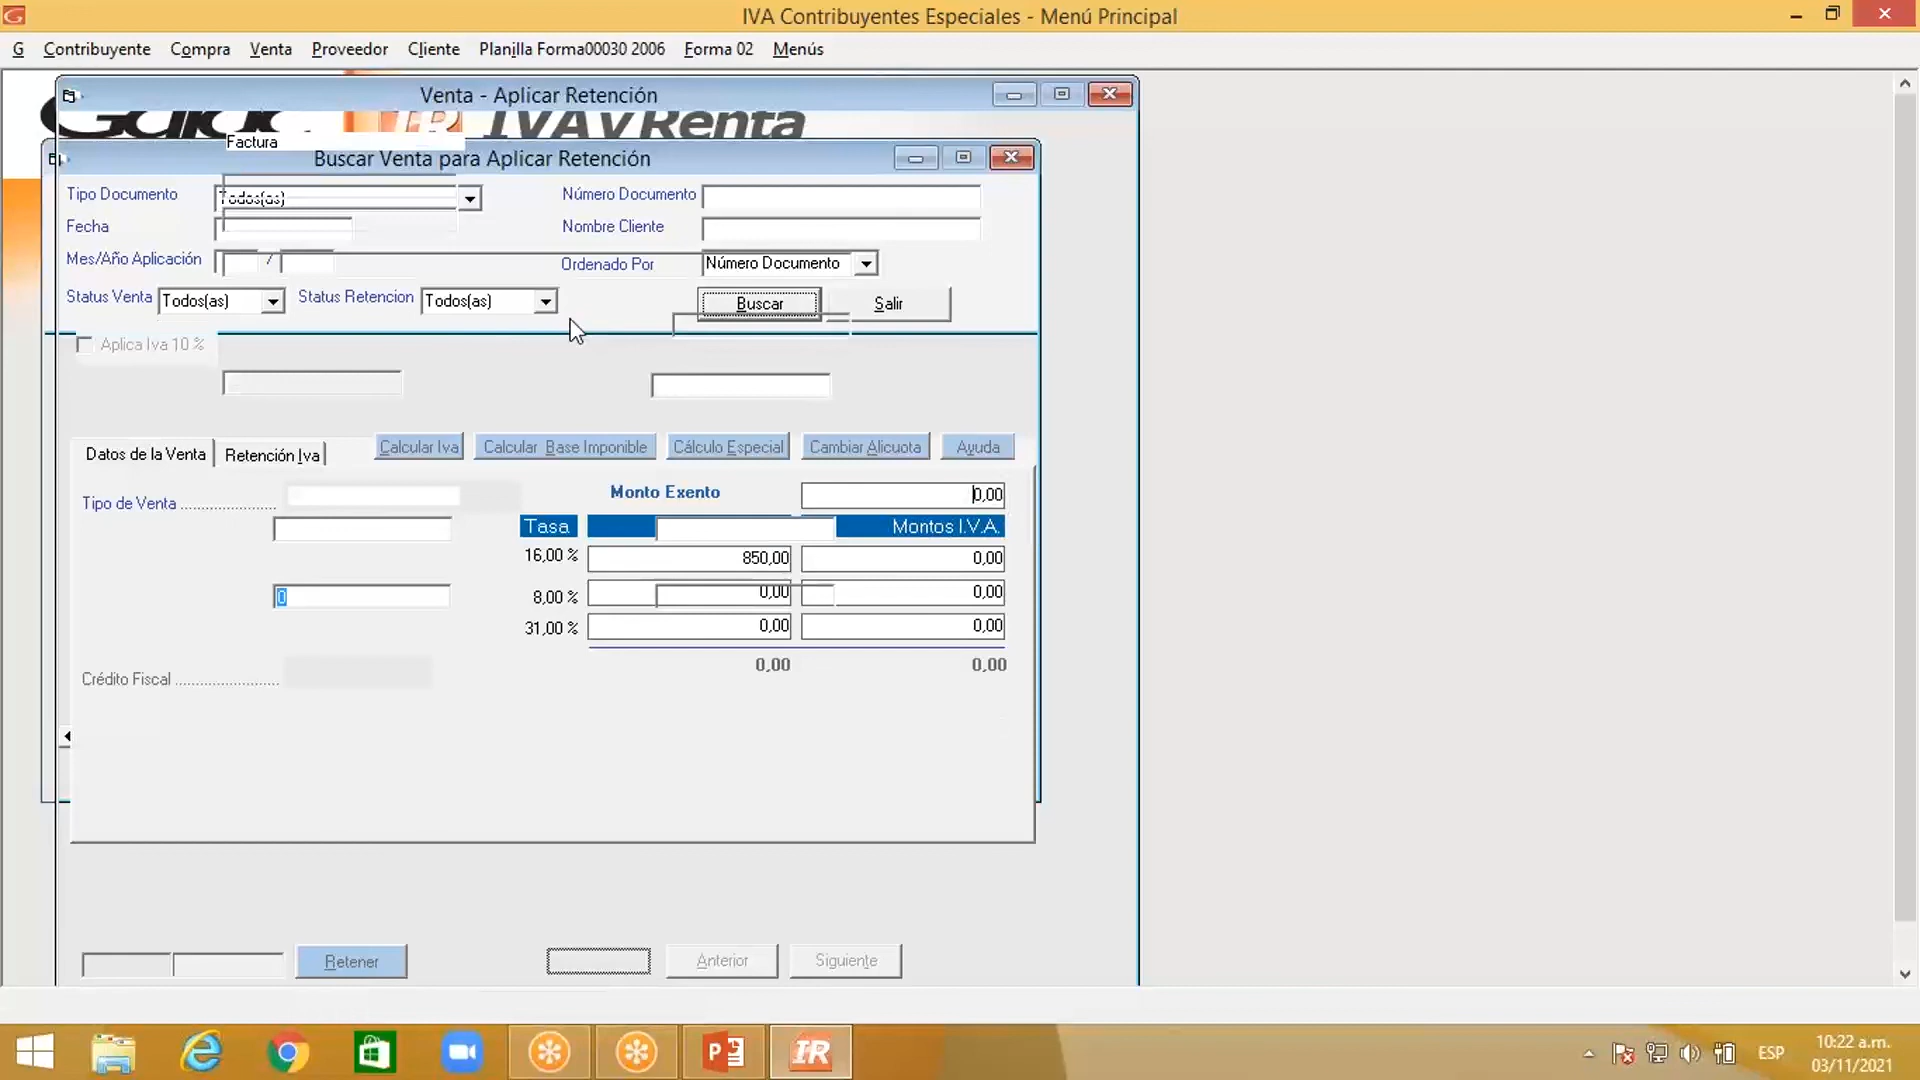 IVA Contribuyentes Especiales - Menú Principal
G Contribuyente Compra Venta Proveedor Cliente Planilla Forma00030 2006 Forma 02 Menús
Venta - Aplicar Retención
IVA y Renta
Factura
Buscar Venta para Aplicar Retención
Tipo Documento Todos(as) Número Documento
Fecha Nombre Cliente
Mes/Año Aplicación / Ordenado Por Número Documento
Status Venta Todos(as) Status Retencion Todos(as) Buscar Salir
Aplica Iva 10 %
Datos de la Venta Retención Iva Calcular Iva Calcular Base Imponible Cálculo Especial Cambiar Alicuota Ayuda
Tipo de Venta ..................... Monto Exento 0,00
Tasa Montos I.V.A.
16,00 % 850,00 0,00
0 8,00 % 0,00 0,00
31,00 % 0,00 0,00
0,00 0,00
Crédito Fiscal .......................
Retener Anterior Siguiente
ESP
10:22 a.m.
03/11/2021